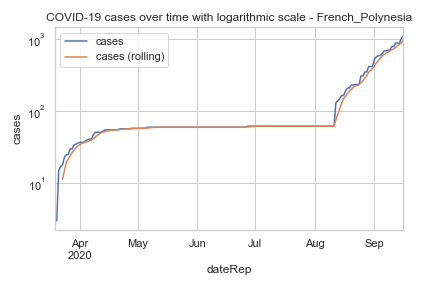 COVID-19 cases over time with logarithmic scale - French_Polynesia
cases
cases (rolling)
10³
10²
10¹
cases
Apr May Jun Jul Aug Sep
2020
dateRep